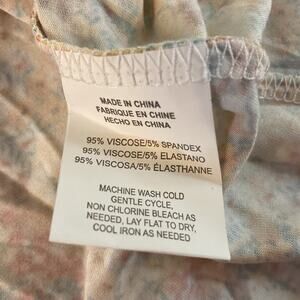 MADE IN CHINA
FABRIQUE EN CHINE
HECHO EN CHINA
95% VISCOSE/5% SPANDEX
95% VISCOSE/5% ELASTANO
95% VISCOSA/5% ÉLASTHANNE
MACHINE WASH COLD
GENTLE CYCLE,
NON CHLORINE BLEACH AS
NEEDED, LAY FLAT TO DRY,
COOL IRON AS NEEDED